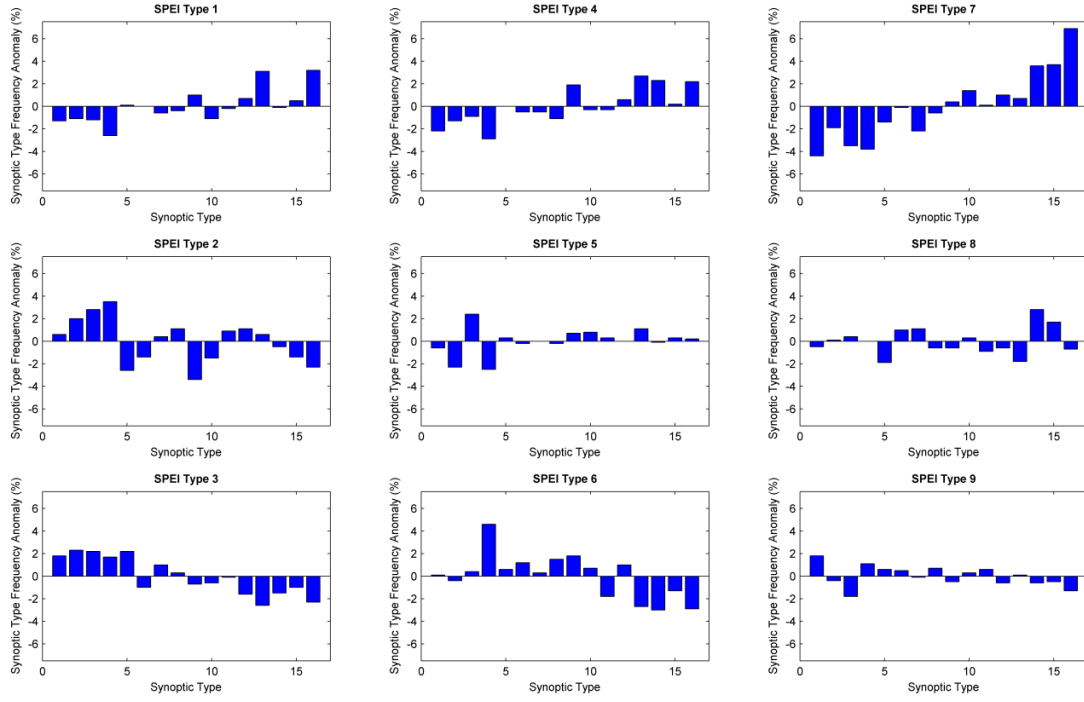 SPEI Type 1
Synoptic Type Frequency Anomaly (%)
6
4
2
0
-2
-4
-6
0 5 10 15
Synoptic Type
SPEI Type 4
Synoptic Type Frequency Anomaly (%)
6
4
2
0
-2
-4
-6
0 5 10 15
Synoptic Type
SPEI Type 7
Synoptic Type Frequency Anomaly (%)
6
4
2
0
-2
-4
-6
0 5 10 15
Synoptic Type
SPEI Type 2
Synoptic Type Frequency Anomaly (%)
6
4
2
0
-2
-4
-6
0 5 10 15
Synoptic Type
SPEI Type 5
Synoptic Type Frequency Anomaly (%)
6
4
2
0
-2
-4
-6
0 5 10 15
Synoptic Type
SPEI Type 8
Synoptic Type Frequency Anomaly (%)
6
4
2
0
-2
-4
-6
0 5 10 15
Synoptic Type
SPEI Type 3
Synoptic Type Frequency Anomaly (%)
6
4
2
0
-2
-4
-6
0 5 10 15
Synoptic Type
SPEI Type 6
Synoptic Type Frequency Anomaly (%)
6
4
2
0
-2
-4
-6
0 5 10 15
Synoptic Type
SPEI Type 9
Synoptic Type Frequency Anomaly (%)
6
4
2
0
-2
-4
-6
0 5 10 15
Synoptic Type